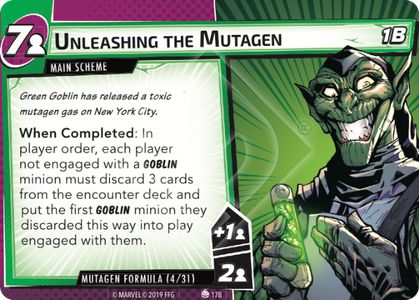 7
UNLEASHING THE MUTAGEN
1B
MAIN SCHEME
Green Goblin has released a toxic
mutagen gas on New York City.
When Completed: In
player order, each player
not engaged with a GOBLIN
minion must discard 3 cards
from the encounter deck and
put the first GOBLIN minion they
discarded this way into play
engaged with them.
+1
2
MUTAGEN FORMULA (4/31)
© MARVEL © 2019 FFG
178